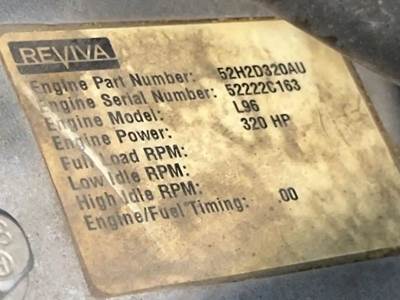 REVIVA
Engine Part Number: 52H2D320AU
Engine Serial Number: 52222C163
Engine Model: L96
Engine Power: 320 HP
Full Load RPM:
Low Idle RPM:
High Idle RPM:
Engine/Fuel Timing: .00